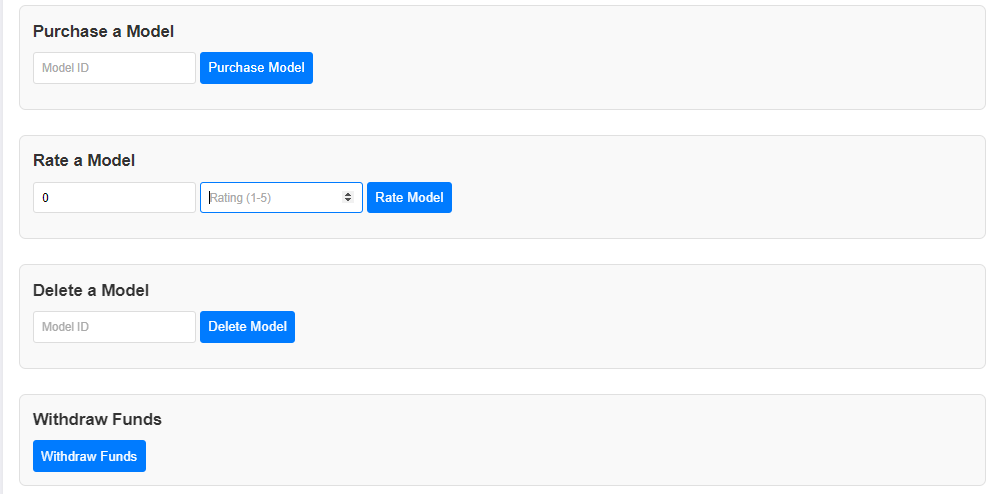 Purchase a Model
Model ID Purchase Model
Rate a Model
0 Rating (1-5) Rate Model
Delete a Model
Model ID Delete Model
Withdraw Funds
Withdraw Funds